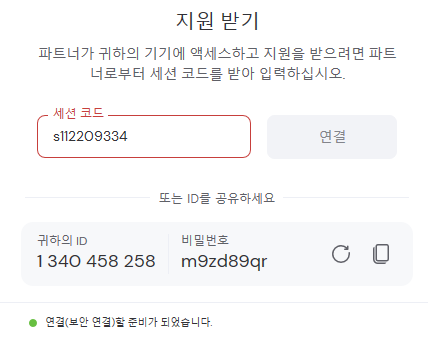 지원 받기
파트너가 귀하의 기기에 액세스하고 지원을 받으려면 파트
너로부터 세션 코드를 받아 입력하십시오.
세션 코드
s112209334
연결
또는 ID를 공유하세요
귀하의 ID
비밀번호
1 340 458 258
m9zd89qr
연결(보안 연결)할 준비가 되었습니다.